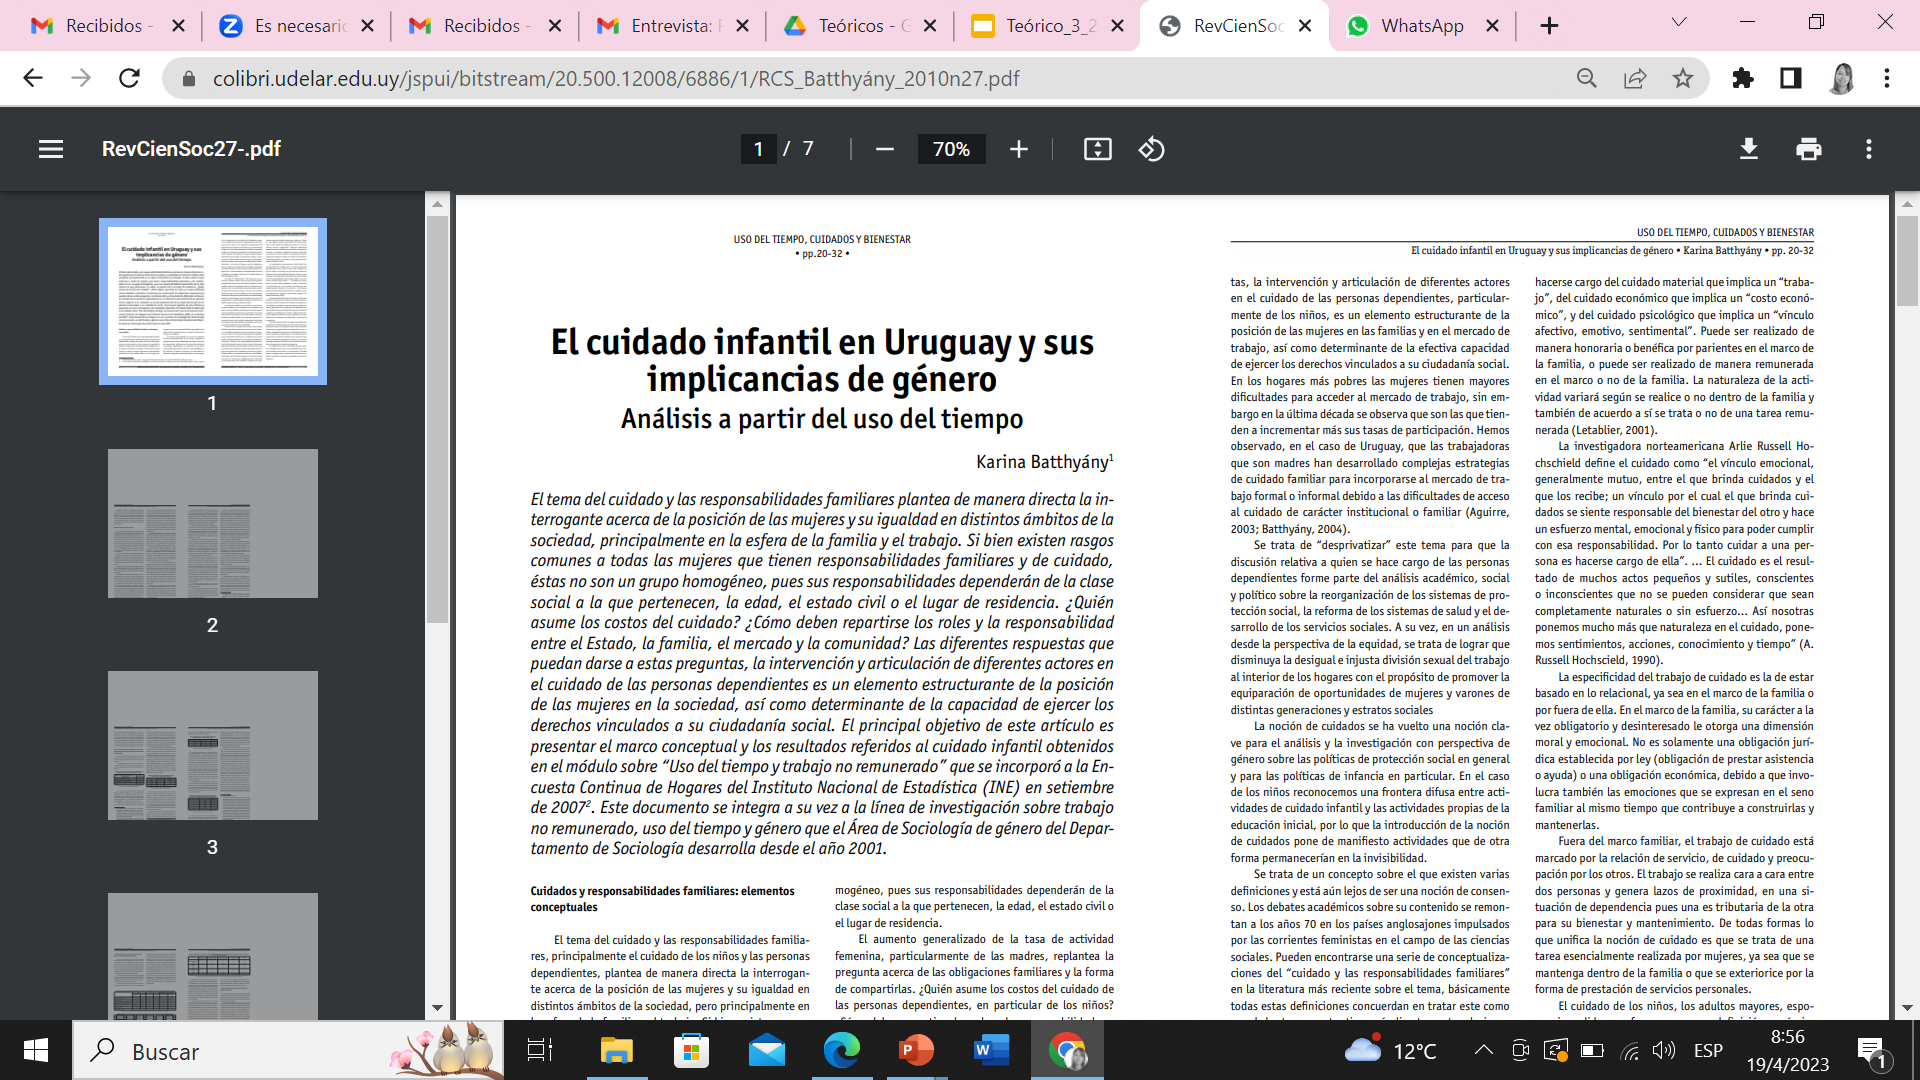 Recibidos -
Es necesario
Recibidos -
Entrevista:
Teóricos - G
Teórico_3_2
RevCienSoc
WhatsApp
colibri.udelar.edu.uy/jspui/bitstream/20.500.12008/6886/1/RCS_Batthyány_2010n27.pdf
RevCienSoc27-.pdf
1 / 7
70%
1
2
3
USO DEL TIEMPO, CUIDADOS Y BIENESTAR
• pp.20-32 •
El cuidado infantil en Uruguay y sus
implicancias de género
Análisis a partir del uso del tiempo
Karina Batthyány1
El tema del cuidado y las responsabilidades familiares plantea de manera directa la in-
terrogante acerca de la posición de las mujeres y su igualdad en distintos ámbitos de la
sociedad, principalmente en la esfera de la familia y el trabajo. Si bien existen rasgos
comunes a todas las mujeres que tienen responsabilidades familiares y de cuidado,
éstas no son un grupo homogéneo, pues sus responsabilidades dependerán de la clase
social a la que pertenecen, la edad, el estado civil o el lugar de residencia. ¿Quién
asume los costos del cuidado? ¿Cómo deben repartirse los roles y la responsabilidad
entre el Estado, la familia, el mercado y la comunidad? Las diferentes respuestas que
puedan darse a estas preguntas, la intervención y articulación de diferentes actores en
el cuidado de las personas dependientes es un elemento estructurante de la posición
de las mujeres en la sociedad, así como determinante de la capacidad de ejercer los
derechos vinculados a su ciudadanía social. El principal objetivo de este artículo es
presentar el marco conceptual y los resultados referidos al cuidado infantil obtenidos
en el módulo sobre “Uso del tiempo y trabajo no remunerado” que se incorporó a la En-
cuesta Continua de Hogares del Instituto Nacional de Estadística (INE) en setiembre
de 2007². Este documento se integra a su vez a la línea de investigación sobre trabajo
no remunerado, uso del tiempo y género que el Área de Sociología de género del Depar-
tamento de Sociología desarrolla desde el año 2001.
Cuidados y responsabilidades familiares: elementos
conceptuales
El tema del cuidado y las responsabilidades familia-
res, principalmente el cuidado de los niños y las personas
dependientes, plantea de manera directa la interrogan-
te acerca de la posición de las mujeres y su igualdad en
distintos ámbitos de la sociedad, pero principalmente en
mogéneo, pues sus responsabilidades dependerán de la
clase social a la que pertenecen, la edad, el estado civil o
el lugar de residencia.
El aumento generalizado de la tasa de actividad
femenina, particularmente de las madres, replantea la
pregunta acerca de las obligaciones familiares y la forma
de compartirlas. ¿Quién asume los costos del cuidado de
las personas dependientes, en particular de los niños?
USO DEL TIEMPO, CUIDADOS Y BIENESTAR
El cuidado infantil en Uruguay y sus implicancias de género • Karina Batthyány • pp. 20-32
tas, la intervención y articulación de diferentes actores
en el cuidado de las personas dependientes, particular-
mente de los niños, es un elemento estructurante de la
posición de las mujeres en las familias y en el mercado de
trabajo, así como determinante de la efectiva capacidad
de ejercer los derechos vinculados a su ciudadanía social.
En los hogares más pobres las mujeres tienen mayores
dificultades para acceder al mercado de trabajo, sin em-
bargo en la última década se observa que son las que tien-
den a incrementar más sus tasas de participación. Hemos
observado, en el caso de Uruguay, que las trabajadoras
que son madres han desarrollado complejas estrategias
de cuidado familiar para incorporarse al mercado de tra-
bajo formal o informal debido a las dificultades de acceso
al cuidado de carácter institucional o familiar (Aguirre,
2003; Batthyány, 2004).
Se trata de “desprivatizar” este tema para que la
discusión relativa a quien se hace cargo de las personas
dependientes forme parte del análisis académico, social
y político sobre la reorganización de los sistemas de pro-
tección social, la reforma de los sistemas de salud y el de-
sarrollo de los servicios sociales. A su vez, en un análisis
desde la perspectiva de la equidad, se trata de lograr que
disminuya la desigual e injusta división sexual del trabajo
al interior de los hogares con el propósito de promover la
equiparación de oportunidades de mujeres y varones de
distintas generaciones y estratos sociales
La noción de cuidados se ha vuelto una noción cla-
ve para el análisis y la investigación con perspectiva de
género sobre las políticas de protección social en general
y para las políticas de infancia en particular. En el caso
de los niños reconocemos una frontera difusa entre acti-
vidades de cuidado infantil y las actividades propias de la
educación inicial, por lo que la introducción de la noción
de cuidados pone de manifiesto actividades que de otra
forma permanecerían en la invisibilidad.
Se trata de un concepto sobre el que existen varias
definiciones y está aún lejos de ser una noción de consen-
so. Los debates académicos sobre su contenido se remon-
tan a los años 70 en los países anglosajones impulsados
por las corrientes feministas en el campo de las ciencias
sociales. Pueden encontrarse una serie de conceptualiza-
ciones del “cuidado y las responsabilidades familiares”
en la literatura más reciente sobre el tema, básicamente
todas estas definiciones concuerdan en tratar este como
hacerse cargo del cuidado material que implica un “traba-
jo”, del cuidado económico que implica un “costo econó-
mico”, y del cuidado psicológico que implica un “vínculo
afectivo, emotivo, sentimental”. Puede ser realizado de
manera honoraria o benéfica por parientes en el marco de
la familia, o puede ser realizado de manera remunerada
en el marco o no de la familia. La naturaleza de la acti-
vidad variará según se realice o no dentro de la familia y
también de acuerdo a sí se trata o no de una tarea remu-
nerada (Letablier, 2001).
La investigadora norteamericana Arlie Russell Ho-
chschield define el cuidado como “el vínculo emocional,
generalmente mutuo, entre el que brinda cuidados y el
que los recibe; un vínculo por el cual el que brinda cui-
dados se siente responsable del bienestar del otro y hace
un esfuerzo mental, emocional y físico para poder cumplir
con esa responsabilidad. Por lo tanto cuidar a una per-
sona es hacerse cargo de ella”. ... El cuidado es el resul-
tado de muchos actos pequeños y sutiles, conscientes
o inconscientes que no se pueden considerar que sean
completamente naturales o sin esfuerzo... Así nosotras
ponemos mucho más que naturaleza en el cuidado, pone-
mos sentimientos, acciones, conocimiento y tiempo” (A.
Russell Hochscield, 1990).
La especificidad del trabajo de cuidado es la de estar
basado en lo relacional, ya sea en el marco de la familia o
por fuera de ella. En el marco de la familia, su carácter a la
vez obligatorio y desinteresado le otorga una dimensión
moral y emocional. No es solamente una obligación jurí-
dica establecida por ley (obligación de prestar asistencia
o ayuda) o una obligación económica, debido a que invo-
lucra también las emociones que se expresan en el seno
familiar al mismo tiempo que contribuye a construirlas y
mantenerlas.
Fuera del marco familiar, el trabajo de cuidado está
marcado por la relación de servicio, de cuidado y preocu-
pación por los otros. El trabajo se realiza cara a cara entre
dos personas y genera lazos de proximidad, en una si-
tuación de dependencia pues una es tributaria de la otra
para su bienestar y mantenimiento. De todas formas lo
que unifica la noción de cuidado es que se trata de una
tarea esencialmente realizada por mujeres, ya sea que se
mantenga dentro de la familia o que se exteriorice por la
forma de prestación de servicios personales.
El cuidado de los niños, los adultos mayores, espo-
Buscar
12°C
ESP
8:56
19/4/2023
1